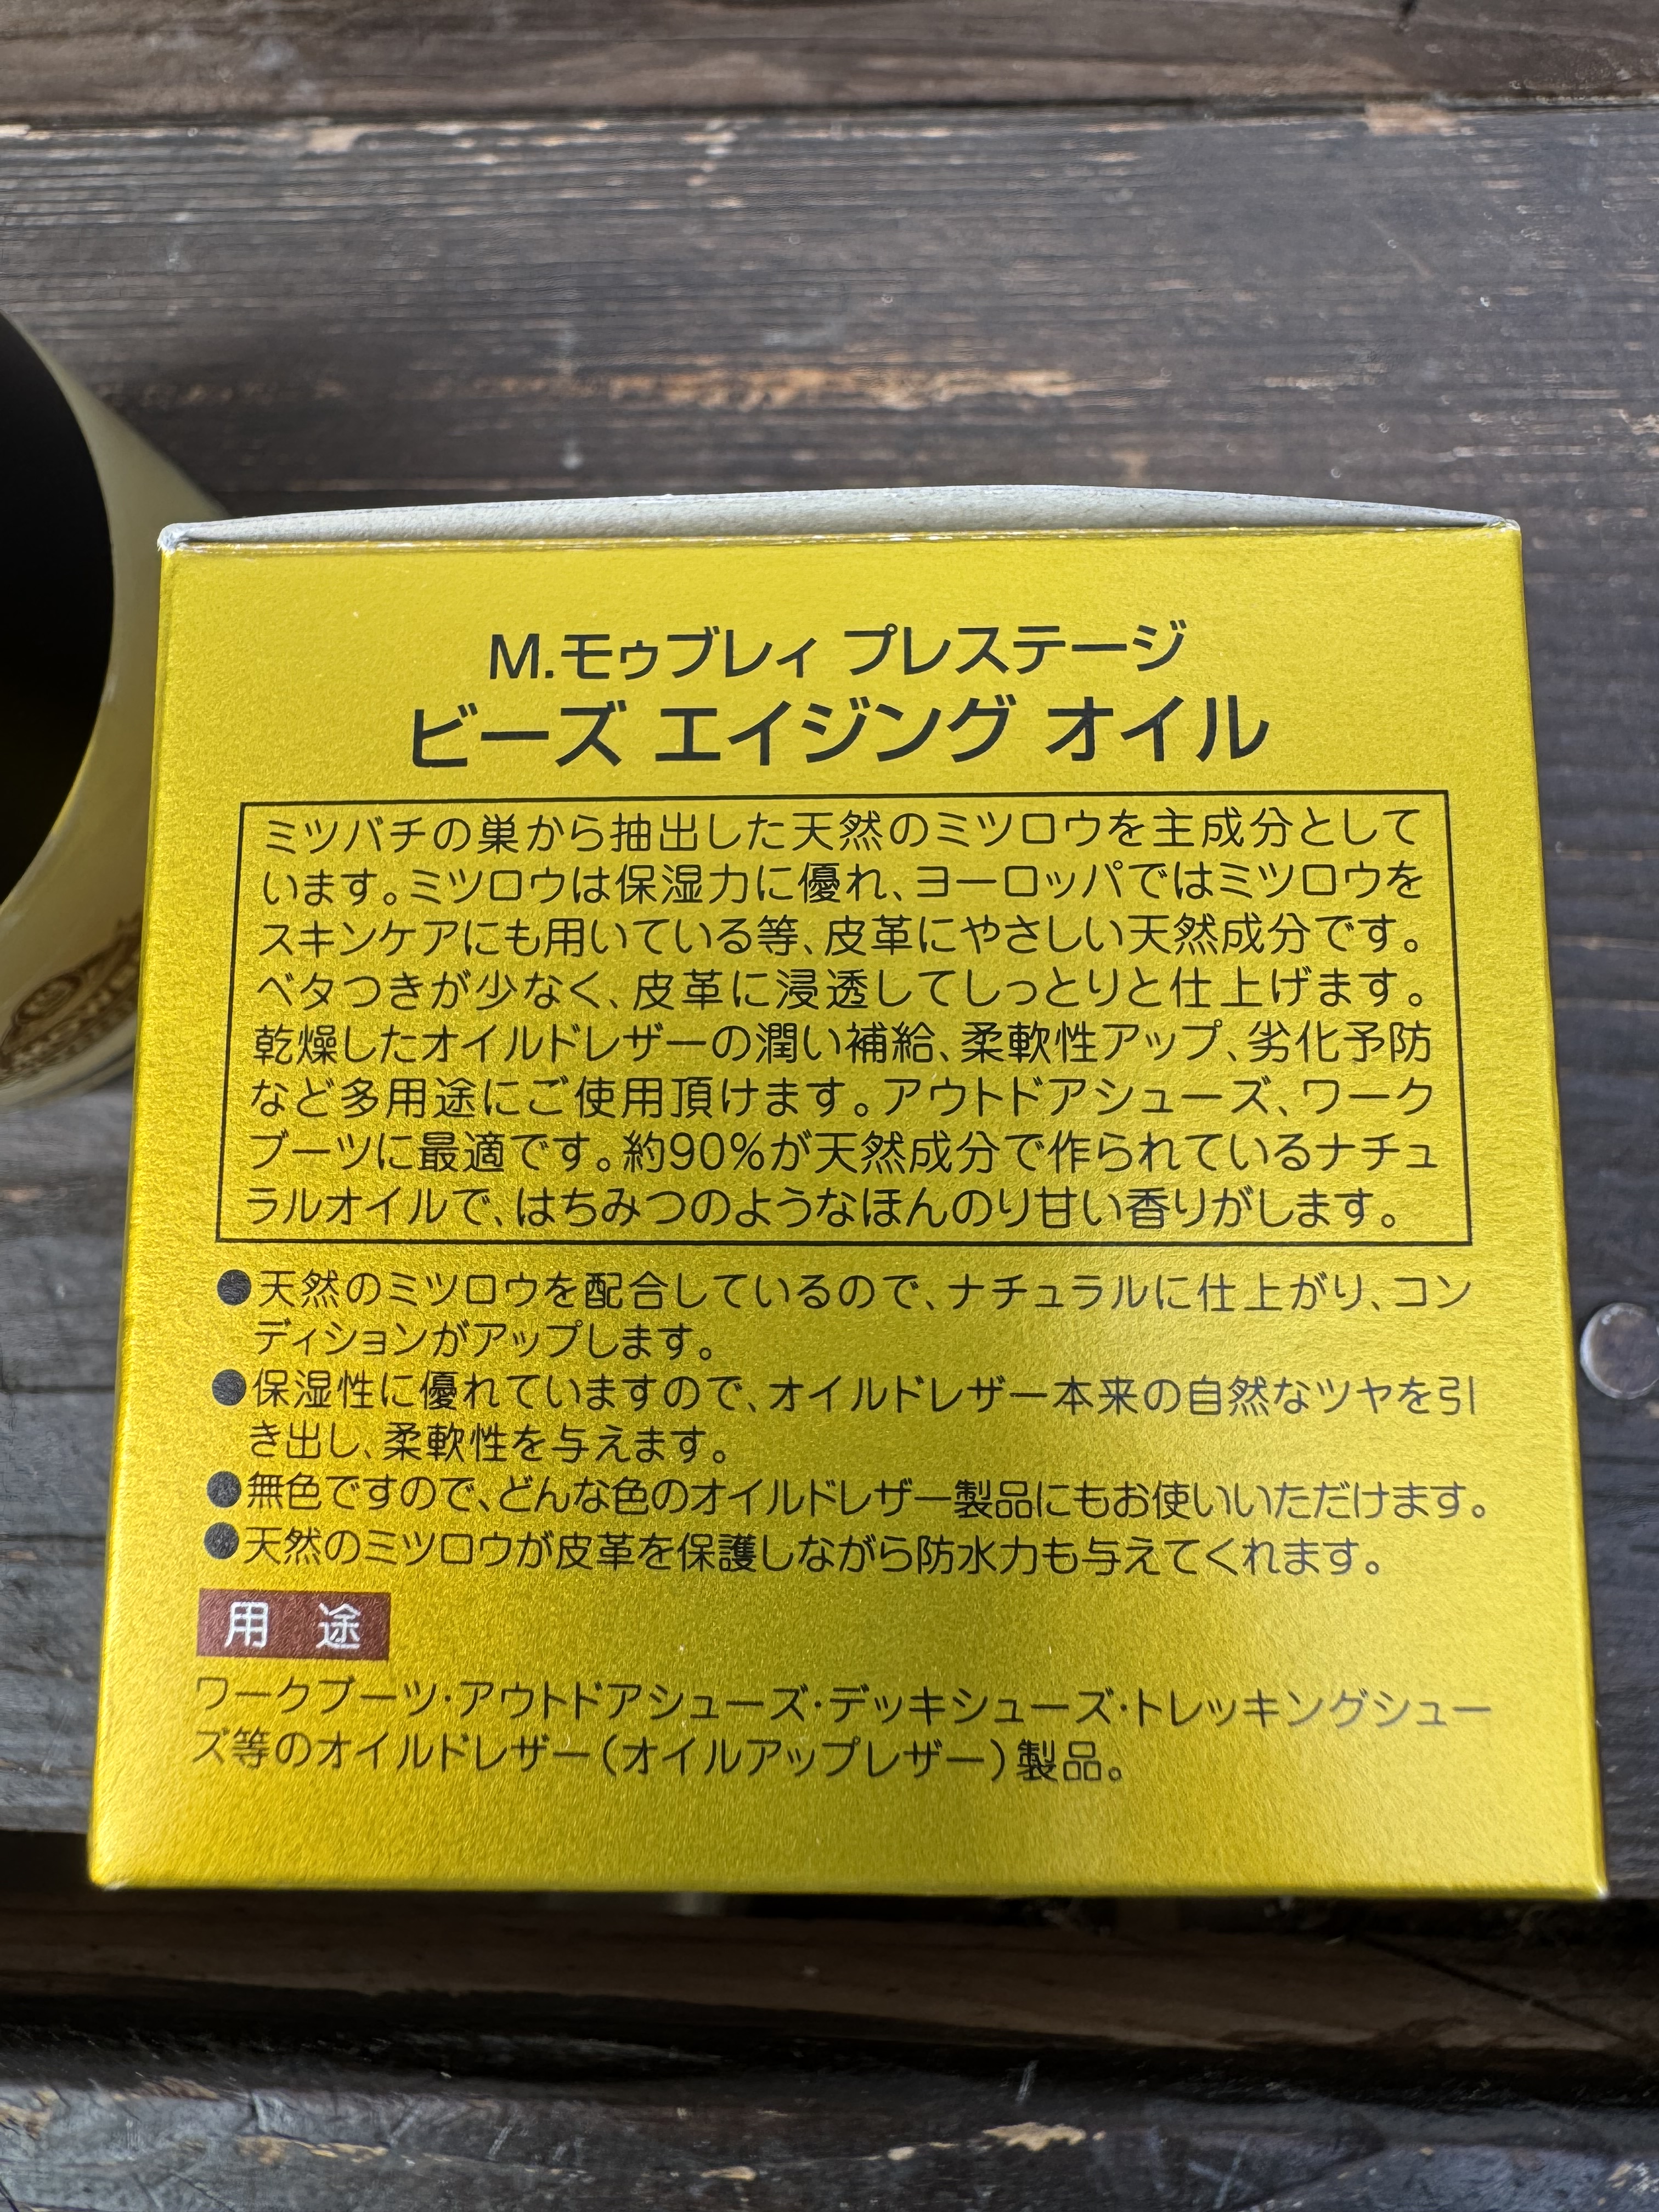 M.モゥブレィ プレステージ
ビーズ エイジング オイル
ミツバチの巣から抽出した天然のミツロウを主成分として
います。ミツロウは保湿力に優れ、ヨーロッパではミツロウを
スキンケアにも用いている等、皮革にやさしい天然成分です。
ベタつきが少なく、皮革に浸透してしっとりと仕上げます。
乾燥したオイルドレザーの潤い補給、柔軟性アップ、劣化予防
など多用途にご使用頂けます。アウトドアシューズ、ワーク
ブーツに最適です。約90%が天然成分で作られているナチュ
ラルオイルで、はちみつのようなほんのり甘い香りがします。
●天然のミツロウを配合しているので、ナチュラルに仕上がり、コン
ディションがアップします。
●保湿性に優れていますので、オイルドレザー本来の自然なツヤを引
き出し、柔軟性を与えます。
●無色ですので、どんな色のオイルドレザー製品にもお使いいただけます。
●天然のミツロウが皮革を保護しながら防水力も与えてくれます。
用 途
ワークブーツ・アウトドアシューズ・デッキシューズ・トレッキングシュー
ズ等のオイルドレザー(オイルアップレザー)製品。